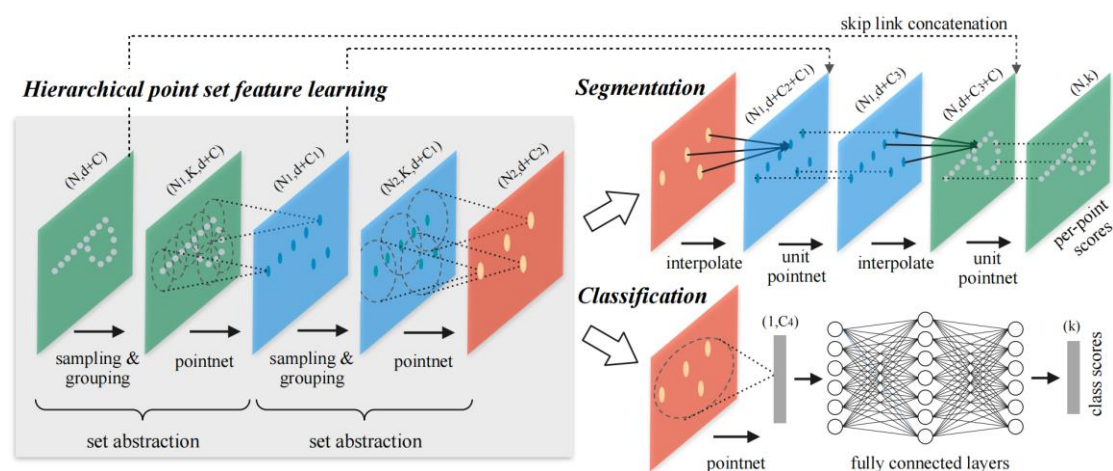 skip link concatenation
Hierarchical point set feature learning
(N,d+C)
(N1,K,d+C)
(N1,d+C1)
(N2,K,d+C1)
(N2,d+C2)
sampling &
grouping
pointnet
sampling &
grouping
pointnet
set abstraction
set abstraction
Segmentation
(N1,d+C2+C1)
(N1,d+C3)
(N,d+C3+C)
(N,k)
interpolate
unit
pointnet
interpolate
unit
pointnet
per-point
scores
Classification
(1,C4)
(k)
class scores
pointnet
fully connected layers